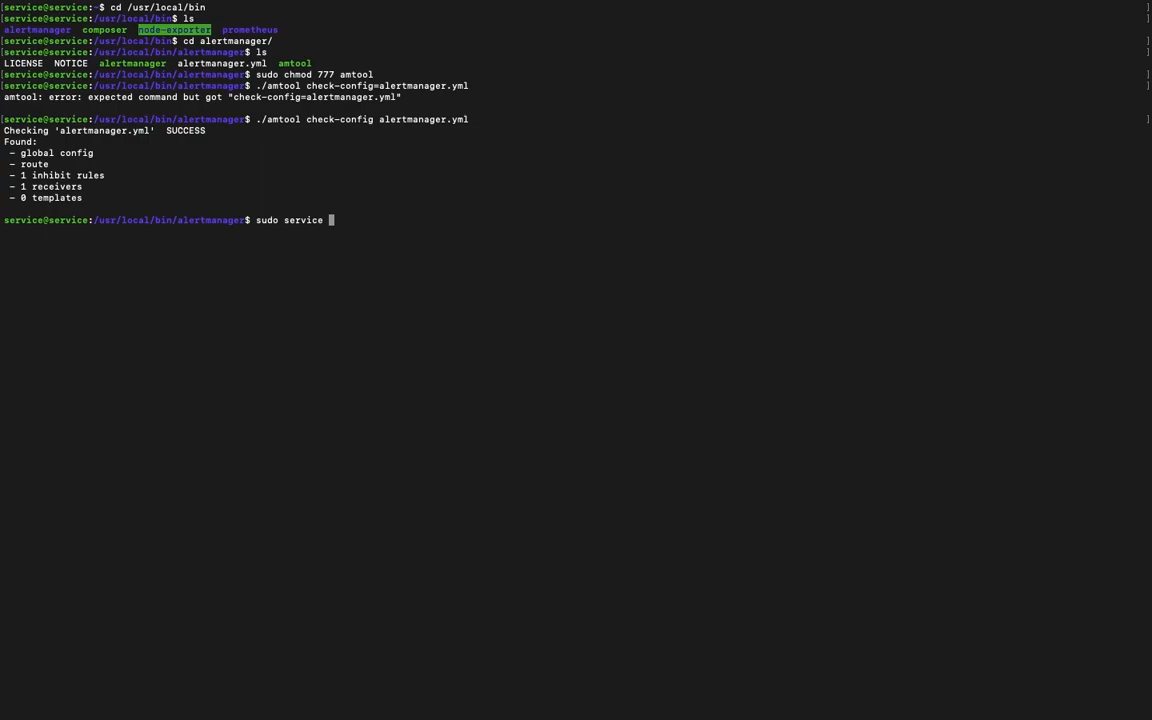 [service@service:~$ cd /usr/local/bin ]
[service@service:/usr/local/bin$ ls ]
alertmanager composer node-exporter prometheus
[service@service:/usr/local/bin$ cd alertmanager/ ]
[service@service:/usr/local/bin/alertmanager$ ls ]
LICENSE NOTICE alertmanager alertmanager.yml amtool
[service@service:/usr/local/bin/alertmanager$ sudo chmod 777 amtool ]
[service@service:/usr/local/bin/alertmanager$ ./amtool check-config=alertmanager.yml ]
amtool: error: expected command but got "check-config=alertmanager.yml"
[service@service:/usr/local/bin/alertmanager$ ./amtool check-config alertmanager.yml ]
Checking 'alertmanager.yml' SUCCESS
Found:
- global config
- route
- 1 inhibit rules
- 1 receivers
- 0 templates
service@service:/usr/local/bin/alertmanager$ sudo service